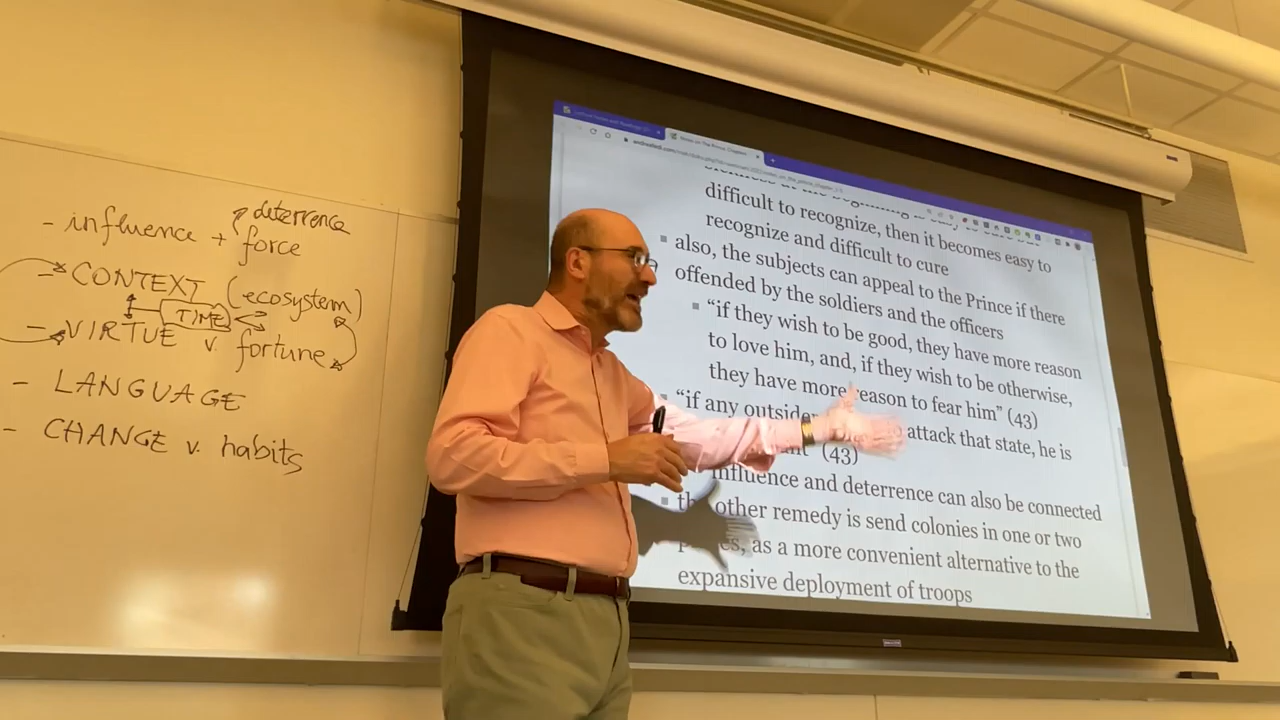 - influence + force
deterrence
- CONTEXT (ecosystem)
TIME
- VIRTUE v. fortune
- LANGUAGE
- CHANGE v. habits
difficult to recognize, then it becomes easy to
recognize and difficult to cure
also, the subjects can appeal to the Prince if there
offended by the soldiers and the officers
“if they wish to be good, they have more reason
to love him, and, if they wish to be otherwise,
they have more reason to fear him” (43)
“if any outsider attack that state, he is
(43)
influence and deterrence can also be connected
other remedy is send colonies in one or two
as a more convenient alternative to the
expansive deployment of troops